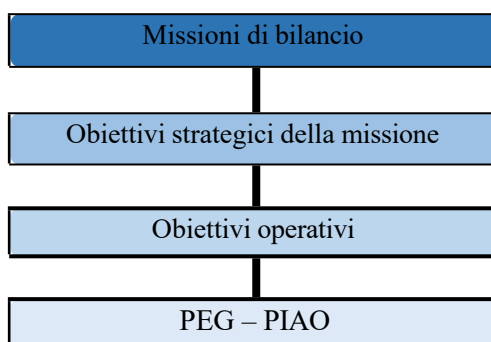 Missioni di bilancio
Obiettivi strategici della missione
Obiettivi operativi
PEG – PIAO